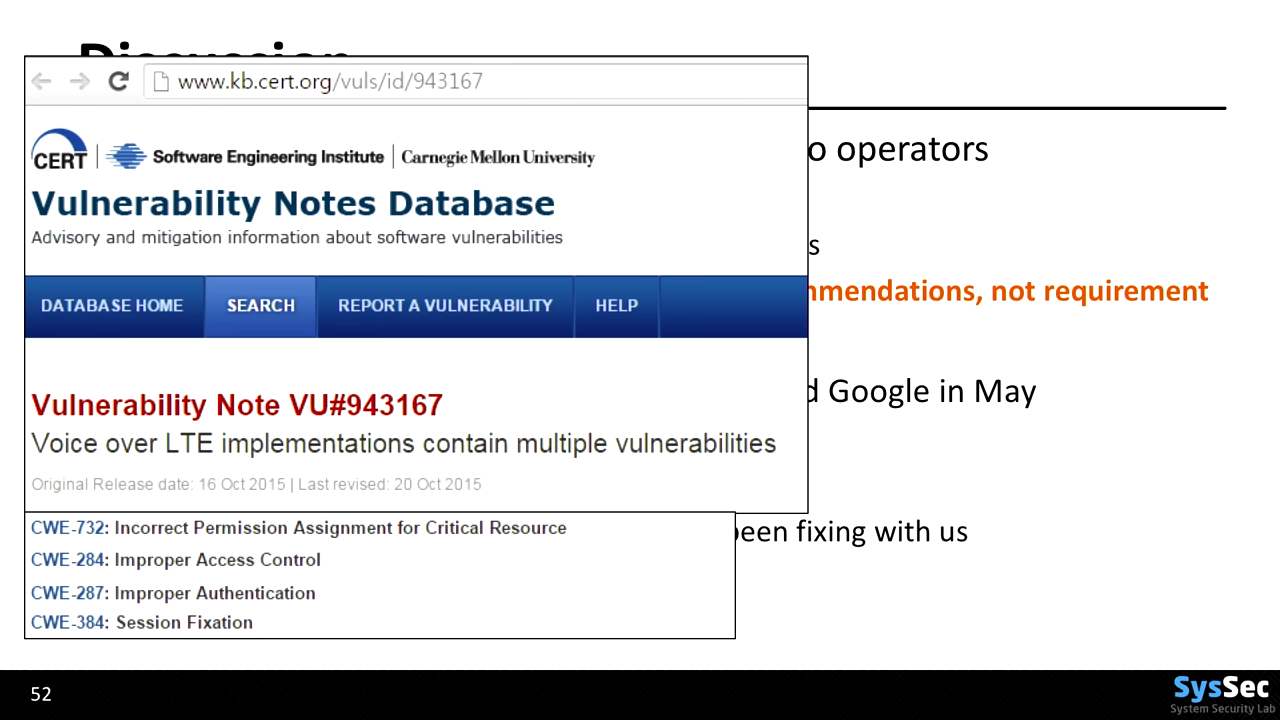 Discussion
www.kb.cert.org/vuls/id/943167
CERT | Software Engineering Institute | Carnegie Mellon University
o operators
Vulnerability Notes Database
Advisory and mitigation information about software vulnerabilities
s
mmendations, not requirement
DATABASE HOME SEARCH REPORT A VULNERABILITY HELP
d Google in May
Vulnerability Note VU#943167
Voice over LTE implementations contain multiple vulnerabilities
Original Release date: 16 Oct 2015 | Last revised: 20 Oct 2015
CWE-732: Incorrect Permission Assignment for Critical Resource
been fixing with us
CWE-284: Improper Access Control
CWE-287: Improper Authentication
CWE-384: Session Fixation
52
SysSec
System Security Lab